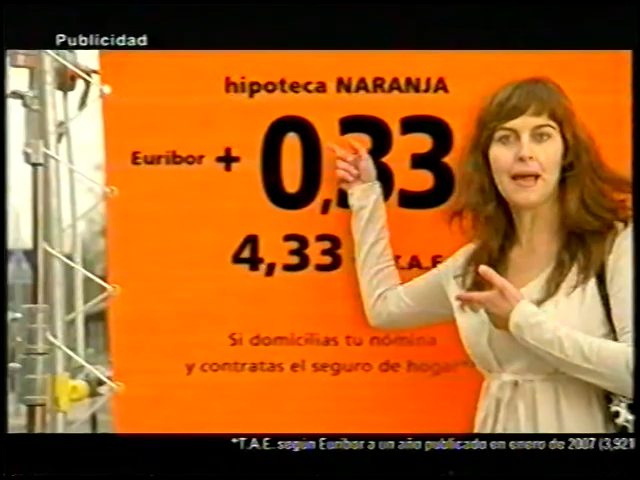 Publicidad
hipoteca NARANJA
Euribor + 0,33
4,33 T.A.E.
Si domicilias tu nómina
y contratas el seguro de hogar**
*T.A.E. según Euribor a un año publicado en enero de 2007 (3,921